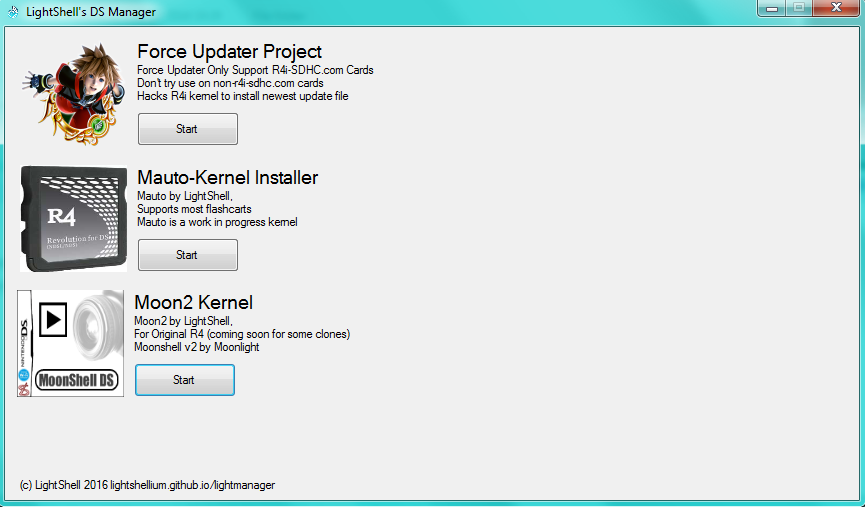 LightShell's DS Manager
Force Updater Project
Force Updater Only Support R4i-SDHC.com Cards
Don't try use on non-r4i-sdhc.com cards
Hacks R4i kernel to install newest update file
Start
Mauto-Kernel Installer
Mauto by LightShell,
Supports most flashcarts
Mauto is a work in progress kernel
R4
Revolution for DS
(NDSL/NDS)
Start
Moon2 Kernel
Moon2 by LightShell,
For Original R4 (coming soon for some clones)
Moonshell v2 by Moonlight
NINTENDO DS
MoonShell DS
Start
(c) LightShell 2016 lightshellium.github.io/lightmanager